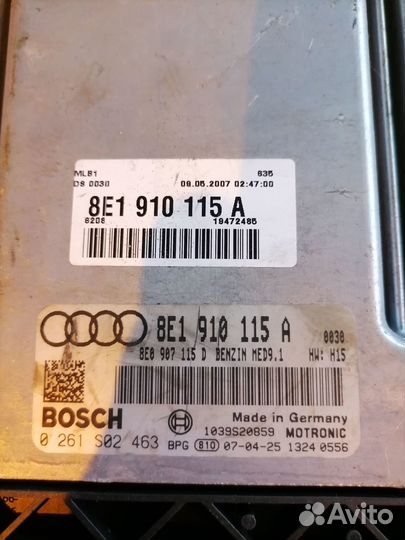 MLB1 635
DS 0030 09.05.2007 02:47:00
8E1 910 115 A
8208 19472485
8E1 910 115 A 0030
8E0 907 115 D BENZIN MED9.1 HW: H15
BOSCH Made in Germany
1039S20859 MOTRONIC
0 261 S02 463 BPG 810 07-04-25 1324 0556
Avito